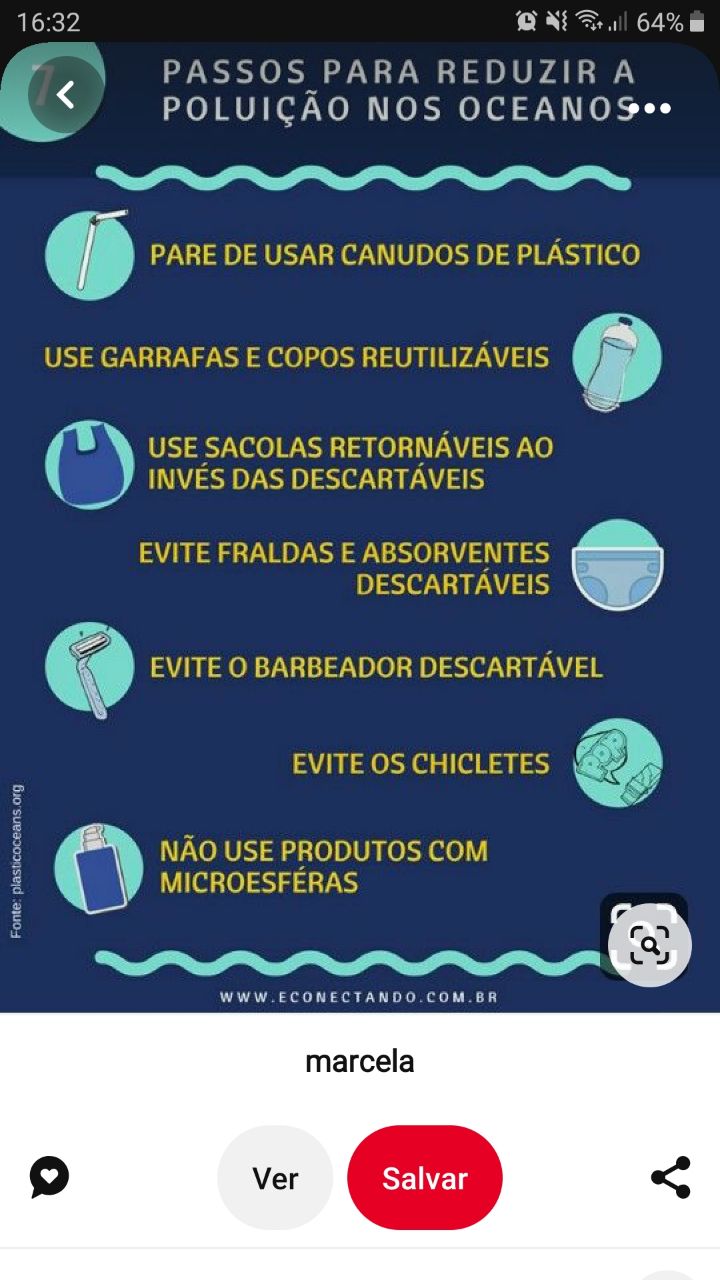 16:32
64%
7
PASSOS PARA REDUZIR A
POLUIÇÃO NOS OCEANOS
PARE DE USAR CANUDOS DE PLÁSTICO
USE GARRAFAS E COPOS REUTILIZÁVEIS
USE SACOLAS RETORNÁVEIS AO
INVÉS DAS DESCARTÁVEIS
EVITE FRALDAS E ABSORVENTES
DESCARTÁVEIS
EVITE O BARBEADOR DESCARTÁVEL
EVITE OS CHICLETES
POP
NÃO USE PRODUTOS COM
MICROESFÉRAS
Fonte: plasticoceans.org
WWW.ECONECTANDO.COM.BR
marcela
Ver
Salvar